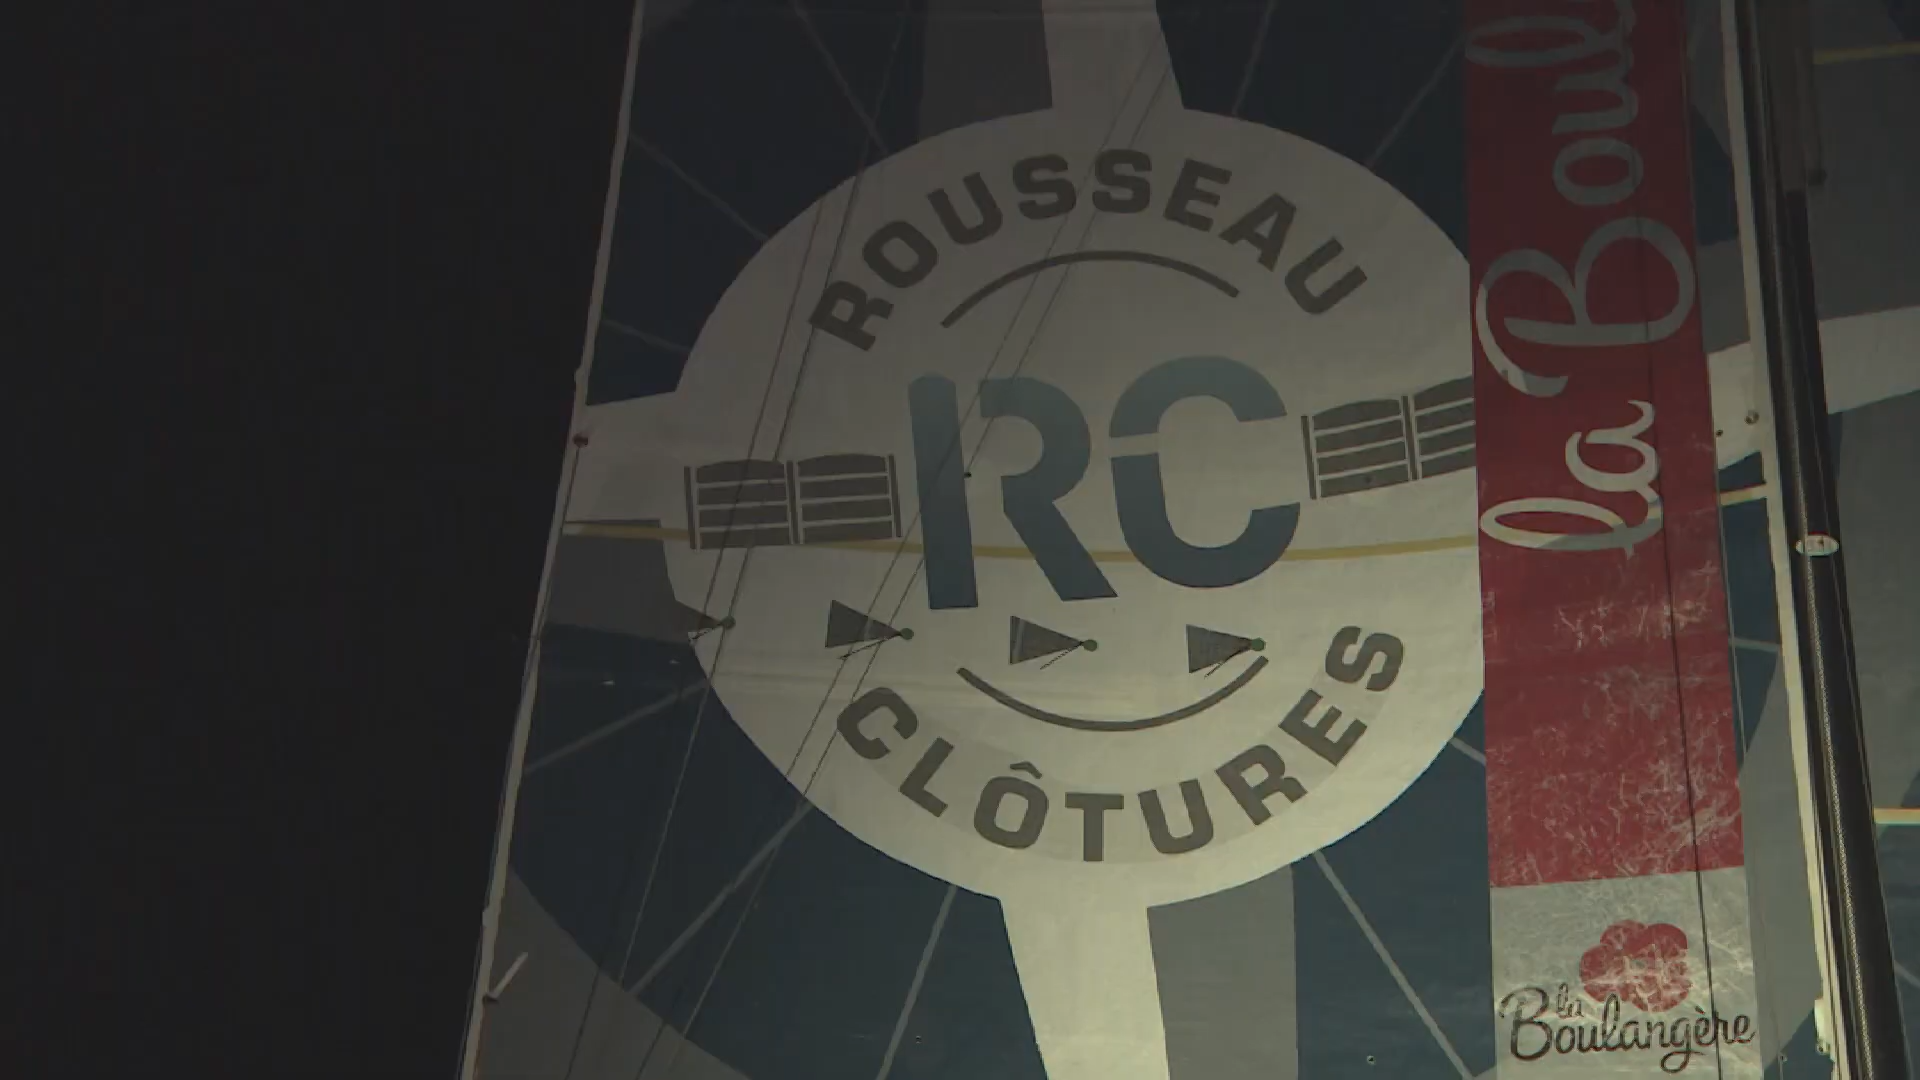 ROUSSEAU
RC
CLÔTURES
la Boul
la
Boulangère